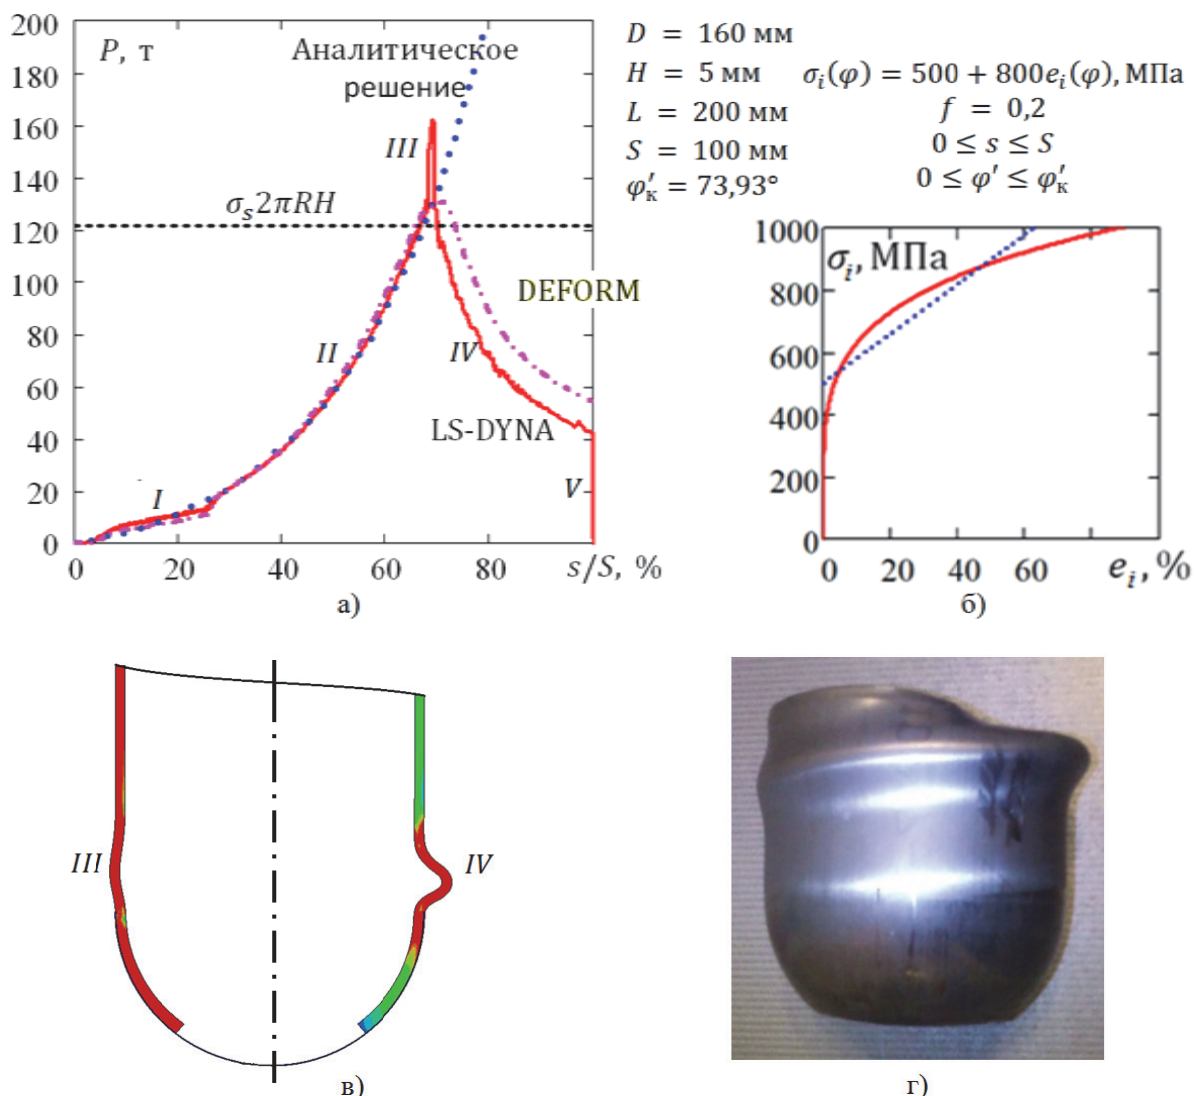 200
180
160
140
120
100
80
60
40
20
0
P, т
Аналитическое
решение
III
σₛ2πRH
DEFORM
II
IV
LS-DYNA
I
V
0
20
40
60
80
s/S, %
а)
D = 160 мм
H = 5 мм
L = 200 мм
S = 100 мм
φ′ₖ = 73,93°
σᵢ(φ) = 500 + 800eᵢ(φ), МПа
f = 0,2
0 ≤ s ≤ S
0 ≤ φ′ ≤ φ′ₖ
1000
800
600
400
200
0
σᵢ, МПа
0
20
40
60
eᵢ, %
б)
III
IV
в)
г)